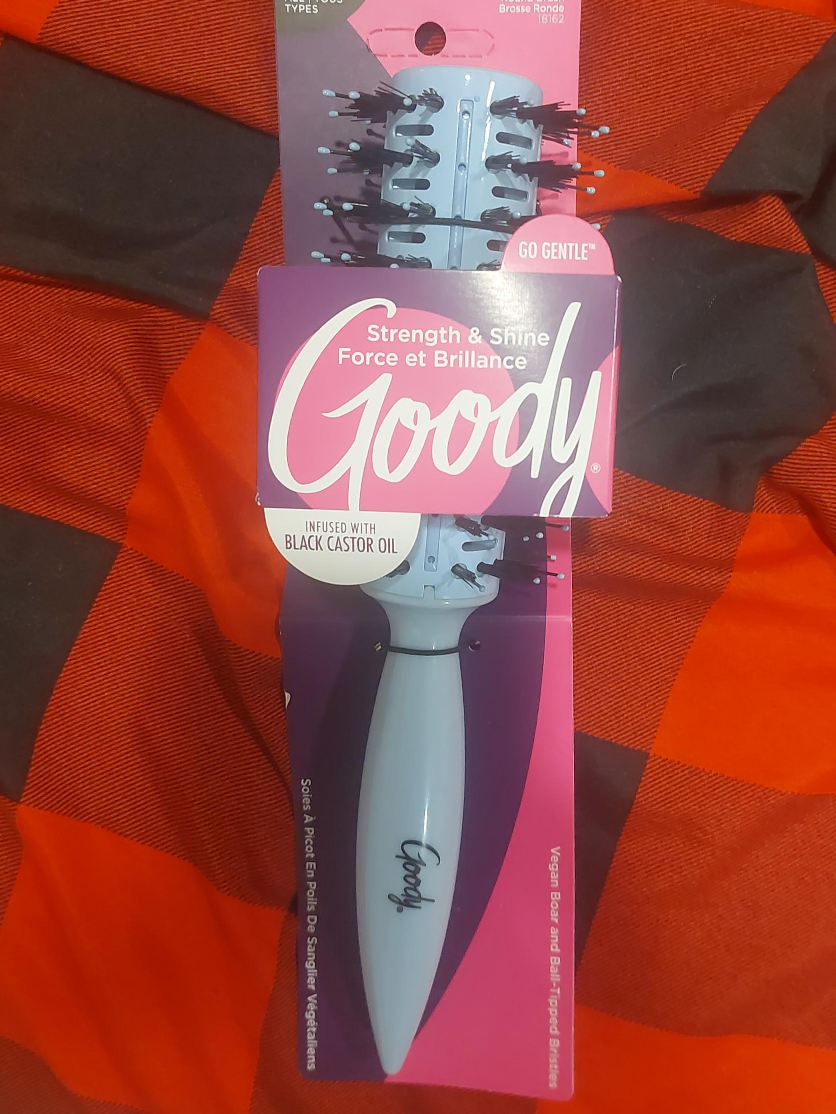 TYPES
Brosse Ronde
18162
GO GENTLE™
Strength & Shine
Force et Brillance
Goody®
INFUSED WITH
BLACK CASTOR OIL
Goody®
Soies À Picot En Poils De Sanglier Végétaliens
Vegan Boar and Ball-Tipped Bristles